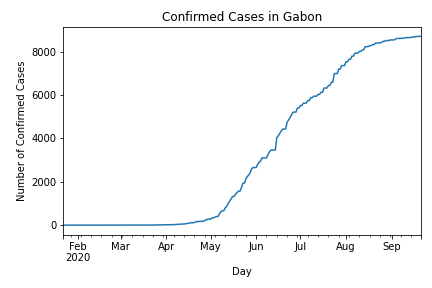 Confirmed Cases in Gabon
Number of Confirmed Cases
8000
6000
4000
2000
0
Feb Mar Apr May Jun Jul Aug Sep
2020
Day